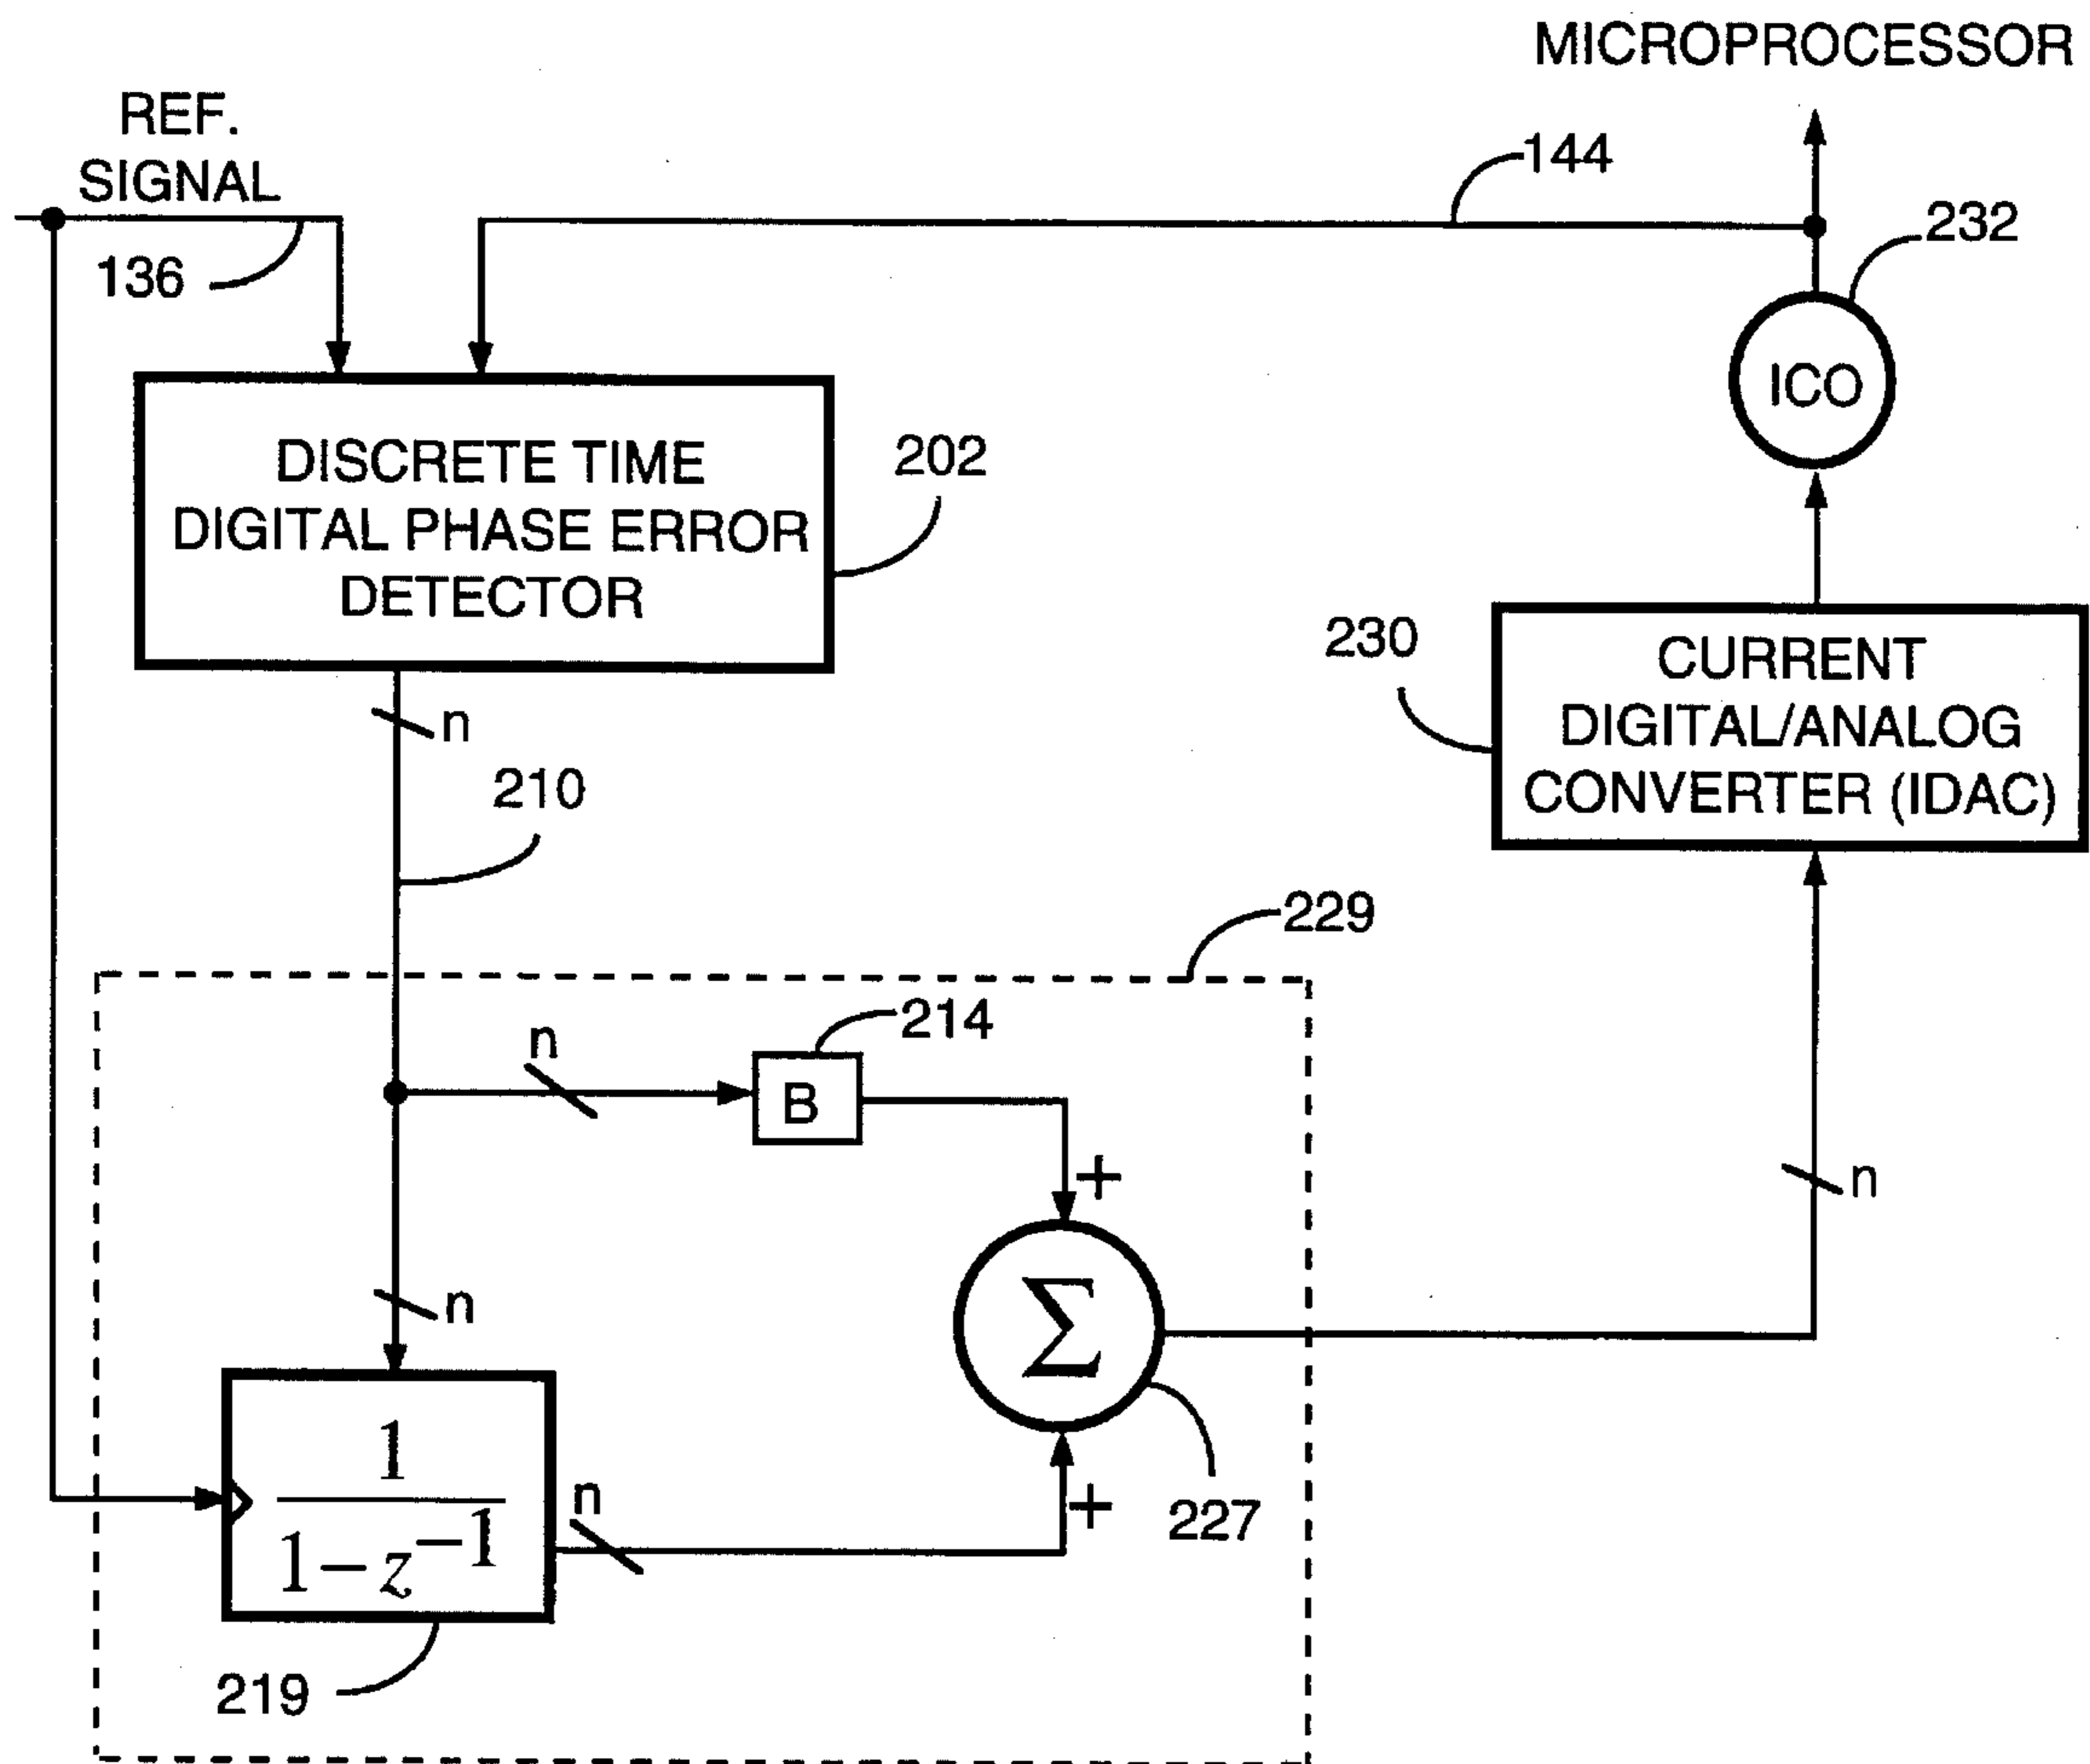 MICROPROCESSOR
REF.
SIGNAL
144
232
136
ICO
DISCRETE TIME
DIGITAL PHASE ERROR
DETECTOR
202
230
CURRENT
DIGITAL/ANALOG
CONVERTER (IDAC)
n
210
229
n
214
B
+
n
n
Σ
1
1-z^-1
n
+
227
219